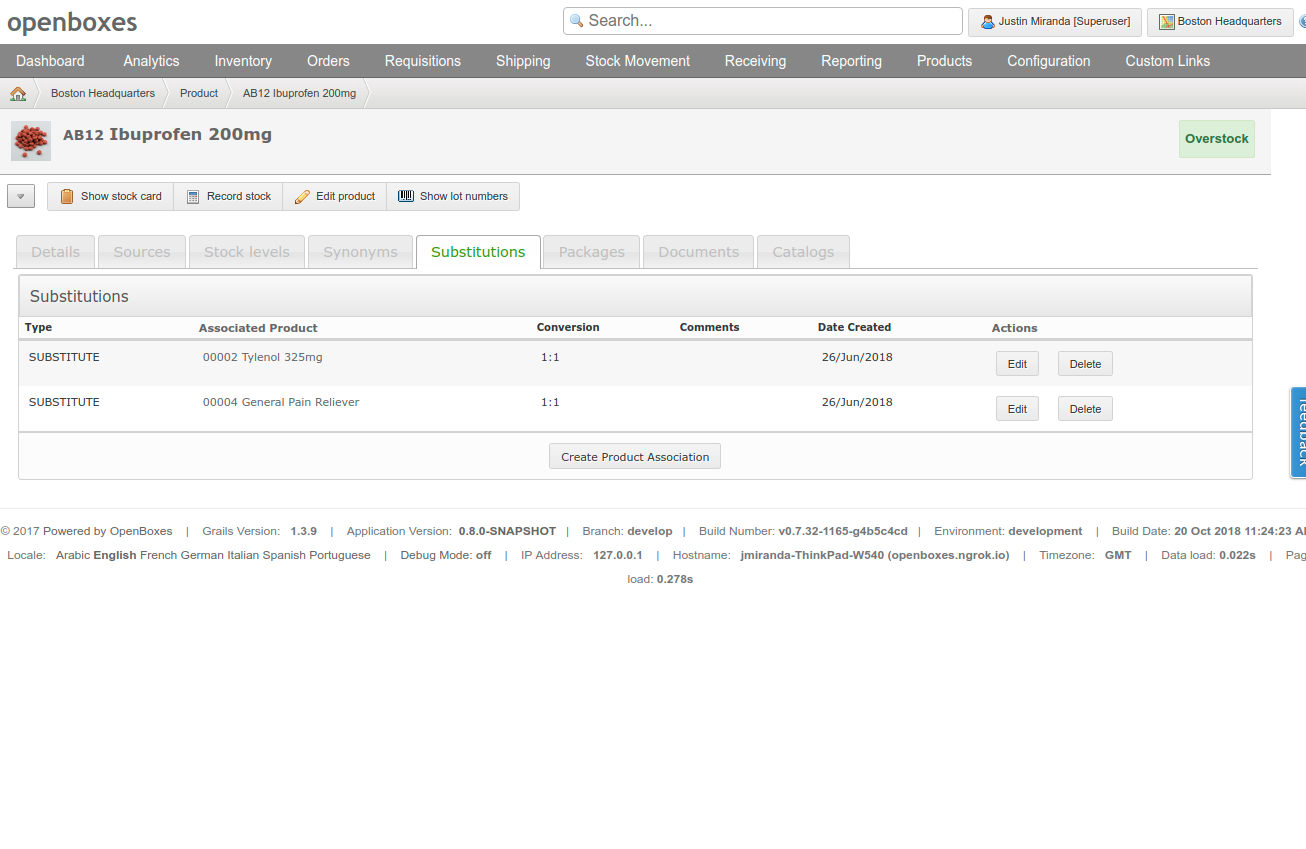 openboxes
Search...
Justin Miranda [Superuser]
Boston Headquarters
Dashboard Analytics Inventory Orders Requisitions Shipping Stock Movement Receiving Reporting Products Configuration Custom Links
Boston Headquarters Product AB12 Ibuprofen 200mg
AB12 Ibuprofen 200mg
Overstock
Show stock card Record stock Edit product Show lot numbers
Details Sources Stock levels Synonyms Substitutions Packages Documents Catalogs
Substitutions
Type Associated Product Conversion Comments Date Created Actions
SUBSTITUTE 00002 Tylenol 325mg 1:1 26/Jun/2018 Edit Delete
SUBSTITUTE 00004 General Pain Reliever 1:1 26/Jun/2018 Edit Delete
Create Product Association
feedback
© 2017 Powered by OpenBoxes | Grails Version: 1.3.9 | Application Version: 0.8.0-SNAPSHOT | Branch: develop | Build Number: v0.7.32-1165-g4b5c4cd | Environment: development | Build Date: 20 Oct 2018 11:24:23
Locale: Arabic English French German Italian Spanish Portuguese | Debug Mode: off | IP Address: 127.0.0.1 | Hostname: jmiranda-ThinkPad-W540 (openboxes.ngrok.io) | Timezone: GMT | Data load: 0.022s | Pag
load: 0.278s